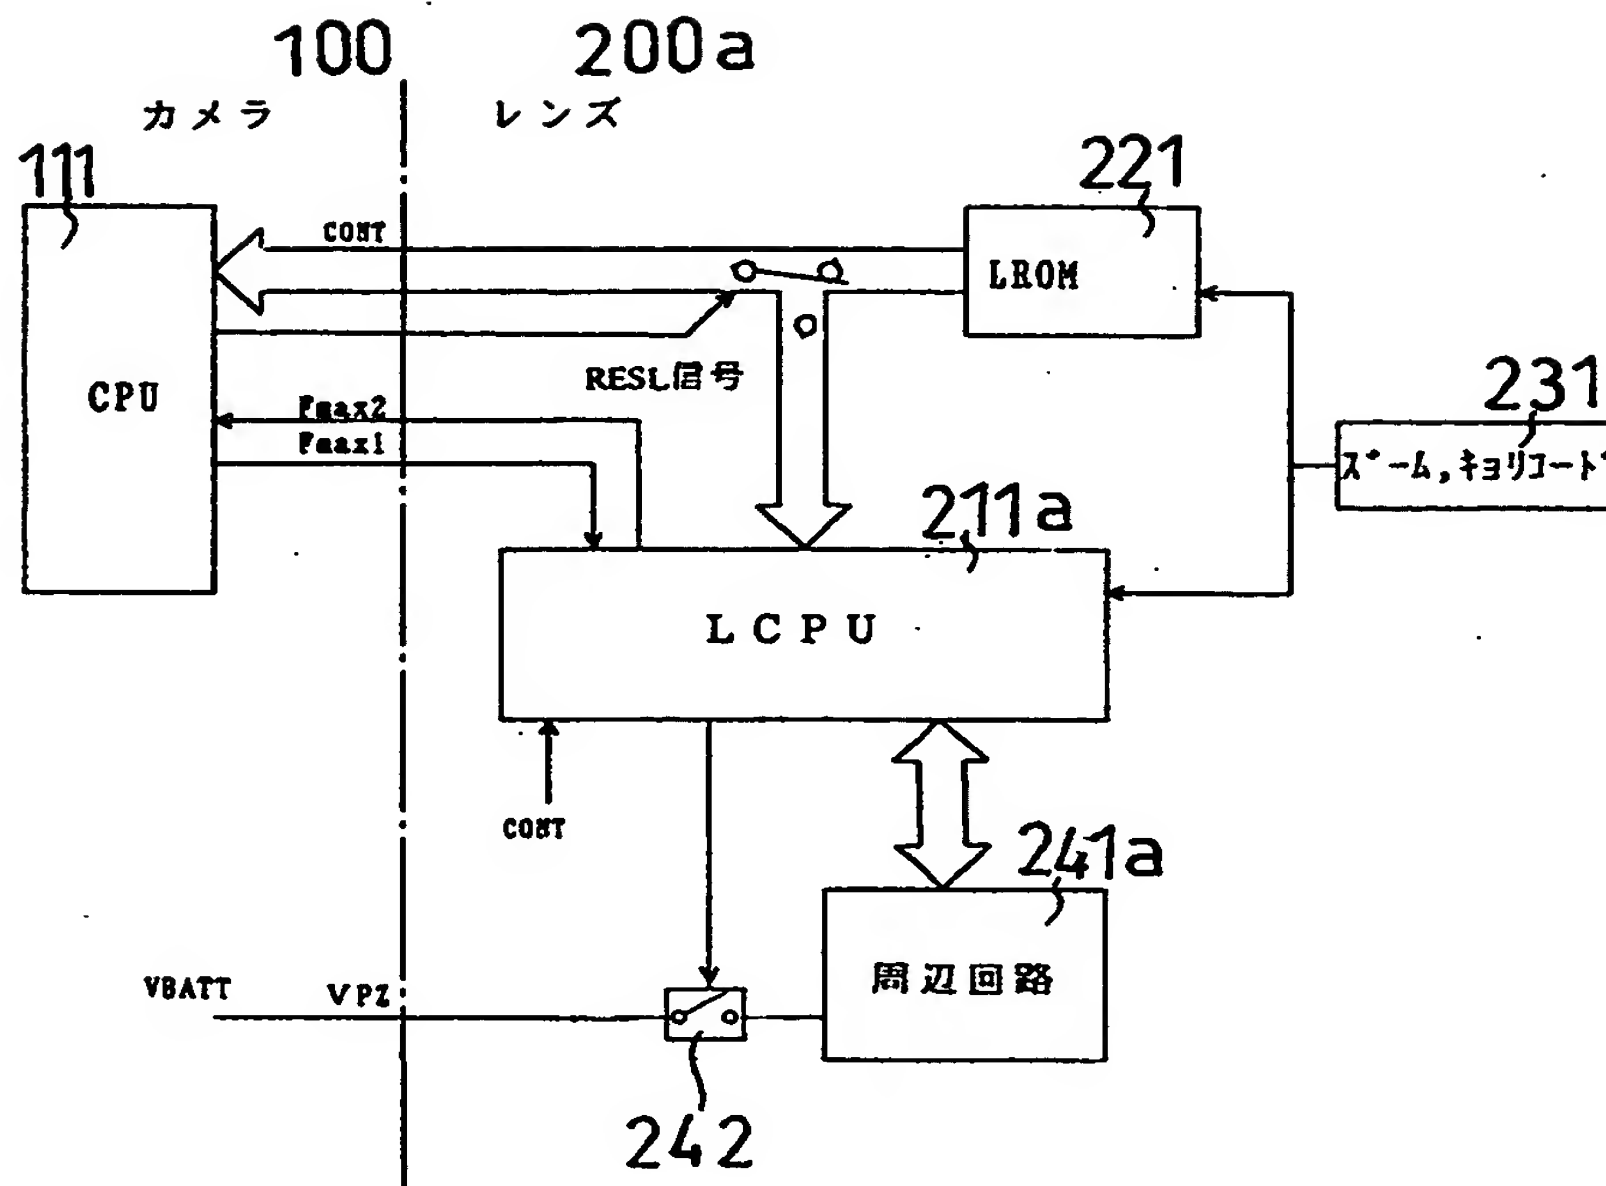 100
200a
カメラ
レンズ
111
221
CONT
LROM
CPU
RESL信号
231
Fmax2
Fmax1
ズーム,キョリコード
211a
LCPU
CONT
241a
周辺回路
VBATT
VPZ
242